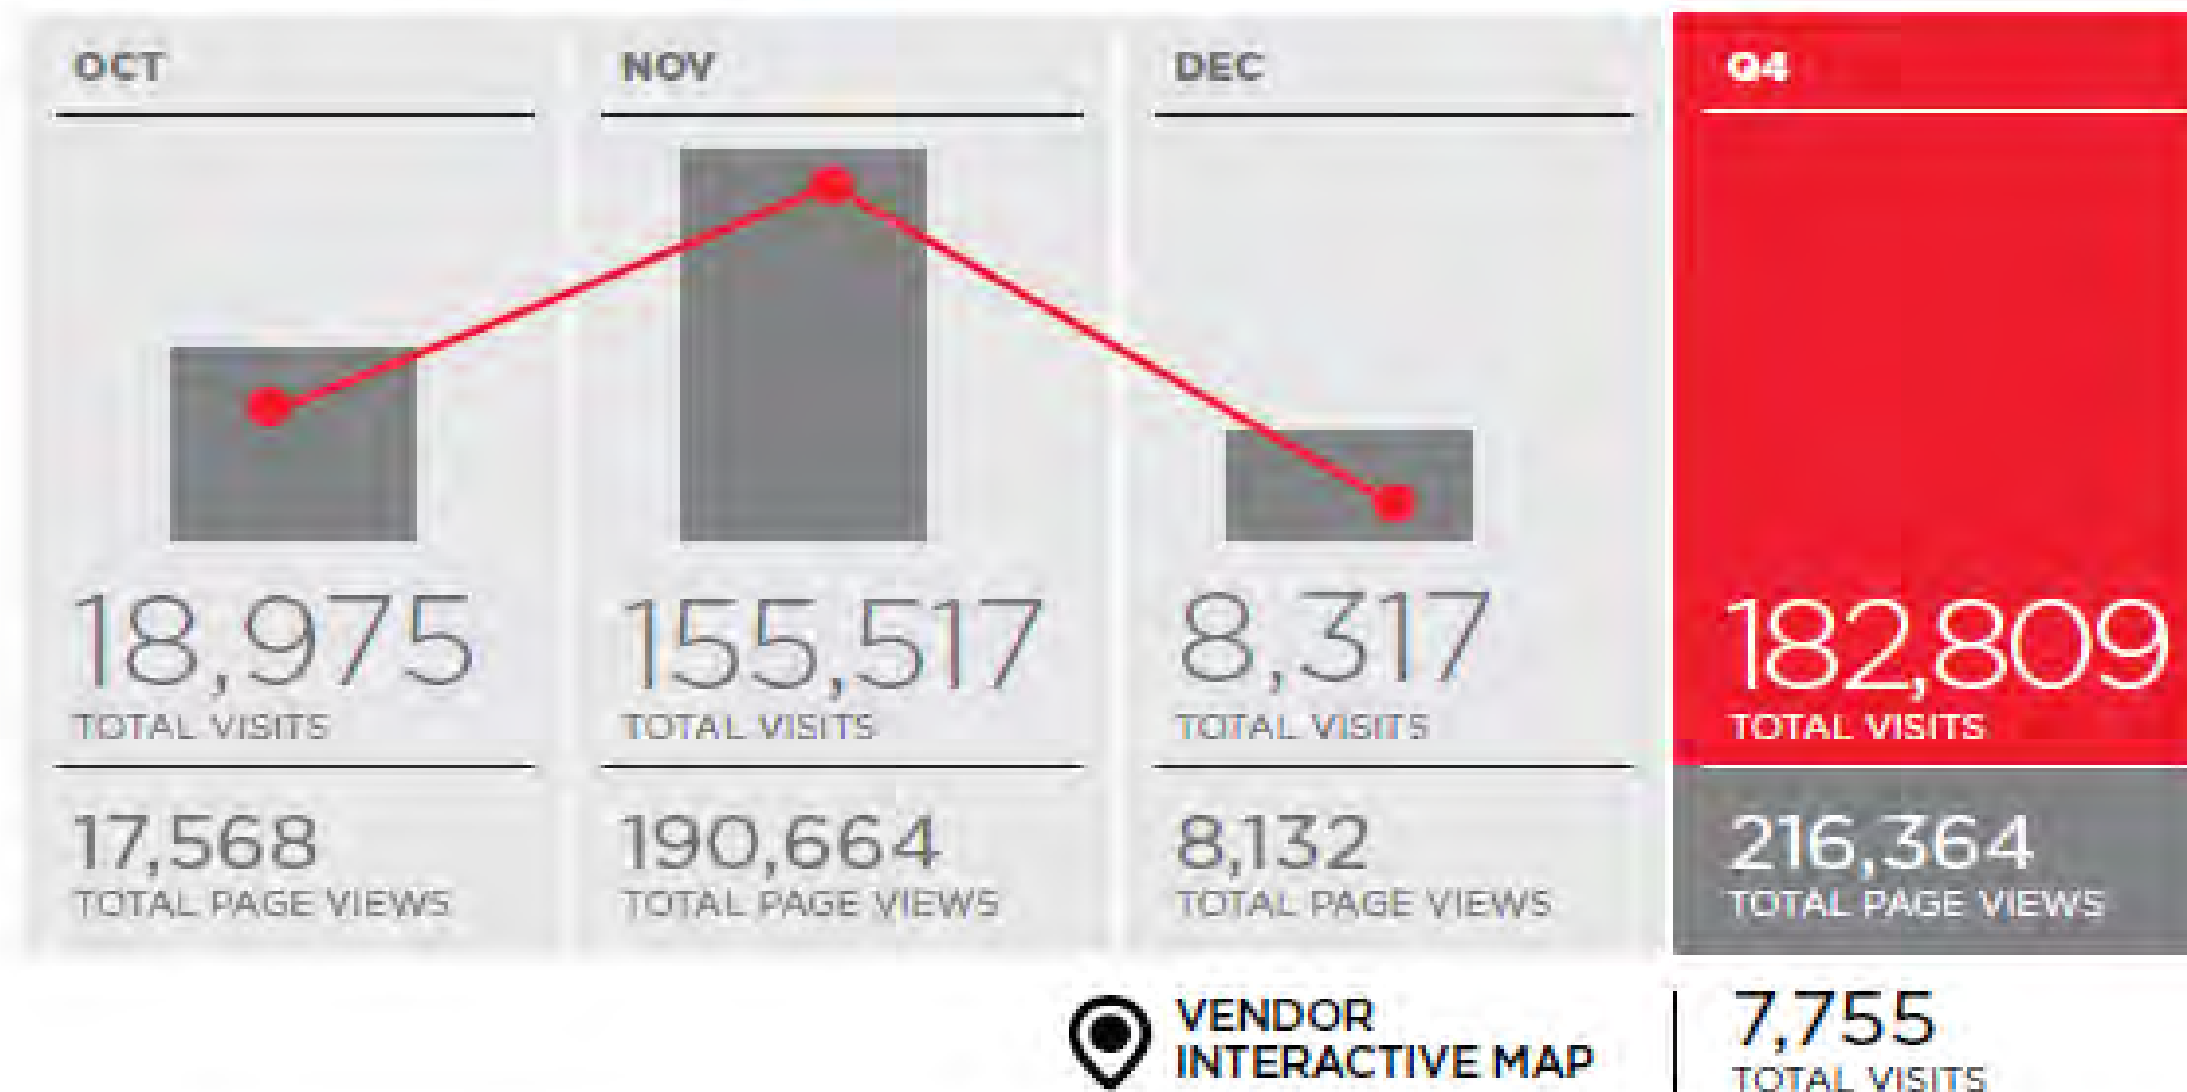 OCT
18,975
TOTAL VISITS
17,568
TOTAL PAGE VIEWS
NOV
155,517
TOTAL VISITS
190,664
TOTAL PAGE VIEWS
DEC
8,317
TOTAL VISITS
8,132
TOTAL PAGE VIEWS
Q4
182,809
TOTAL VISITS
216,364
TOTAL PAGE VIEWS
VENDOR
INTERACTIVE MAP
7,755
TOTAL VISITS